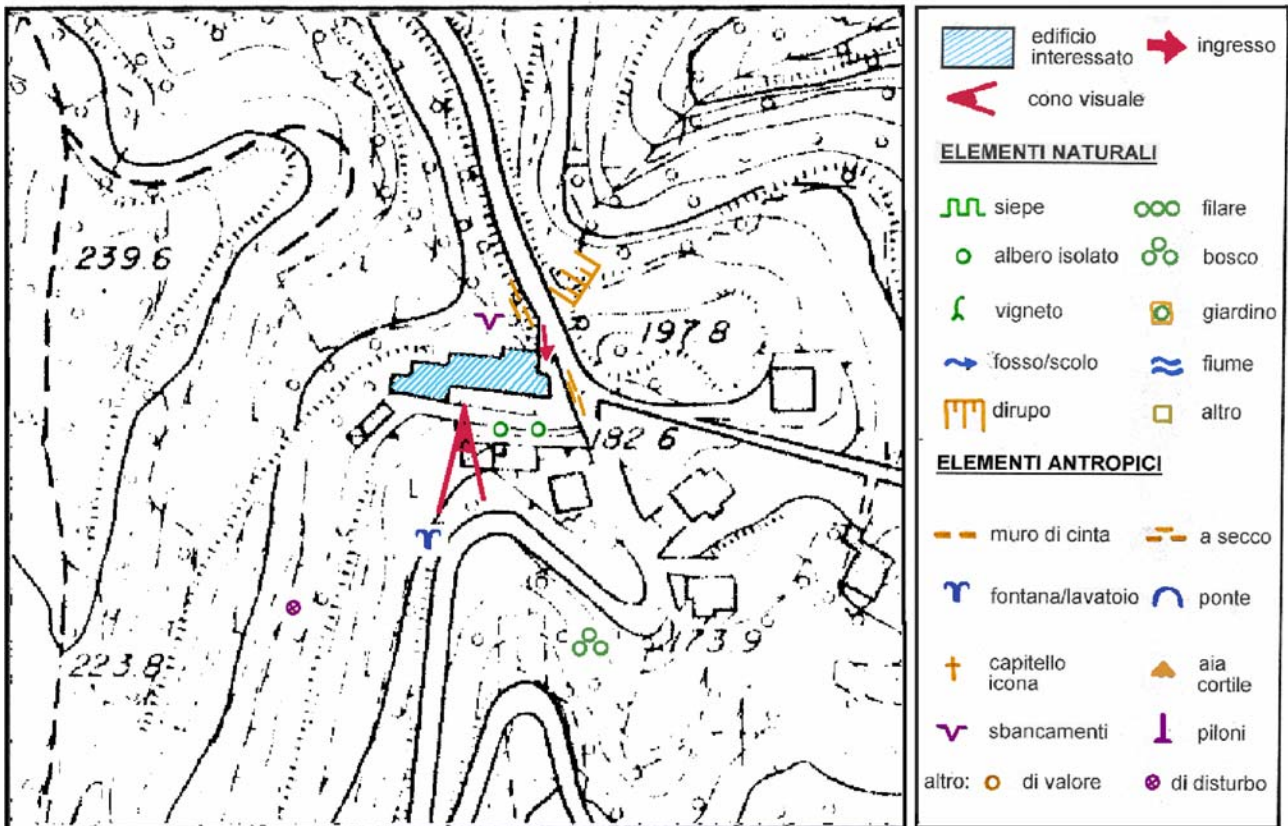 239.6
197.8
182.6
173.9
223.8
L
edificio
interessato
ingresso
cono visuale
ELEMENTI NATURALI
siepe
filare
albero isolato
bosco
vigneto
giardino
fosso/scolo
fiume
dirupo
altro
ELEMENTI ANTROPICI
muro di cinta
a secco
fontana/lavatoio
ponte
capitello
icona
aia
cortile
sbancamenti
piloni
altro:
di valore
di disturbo